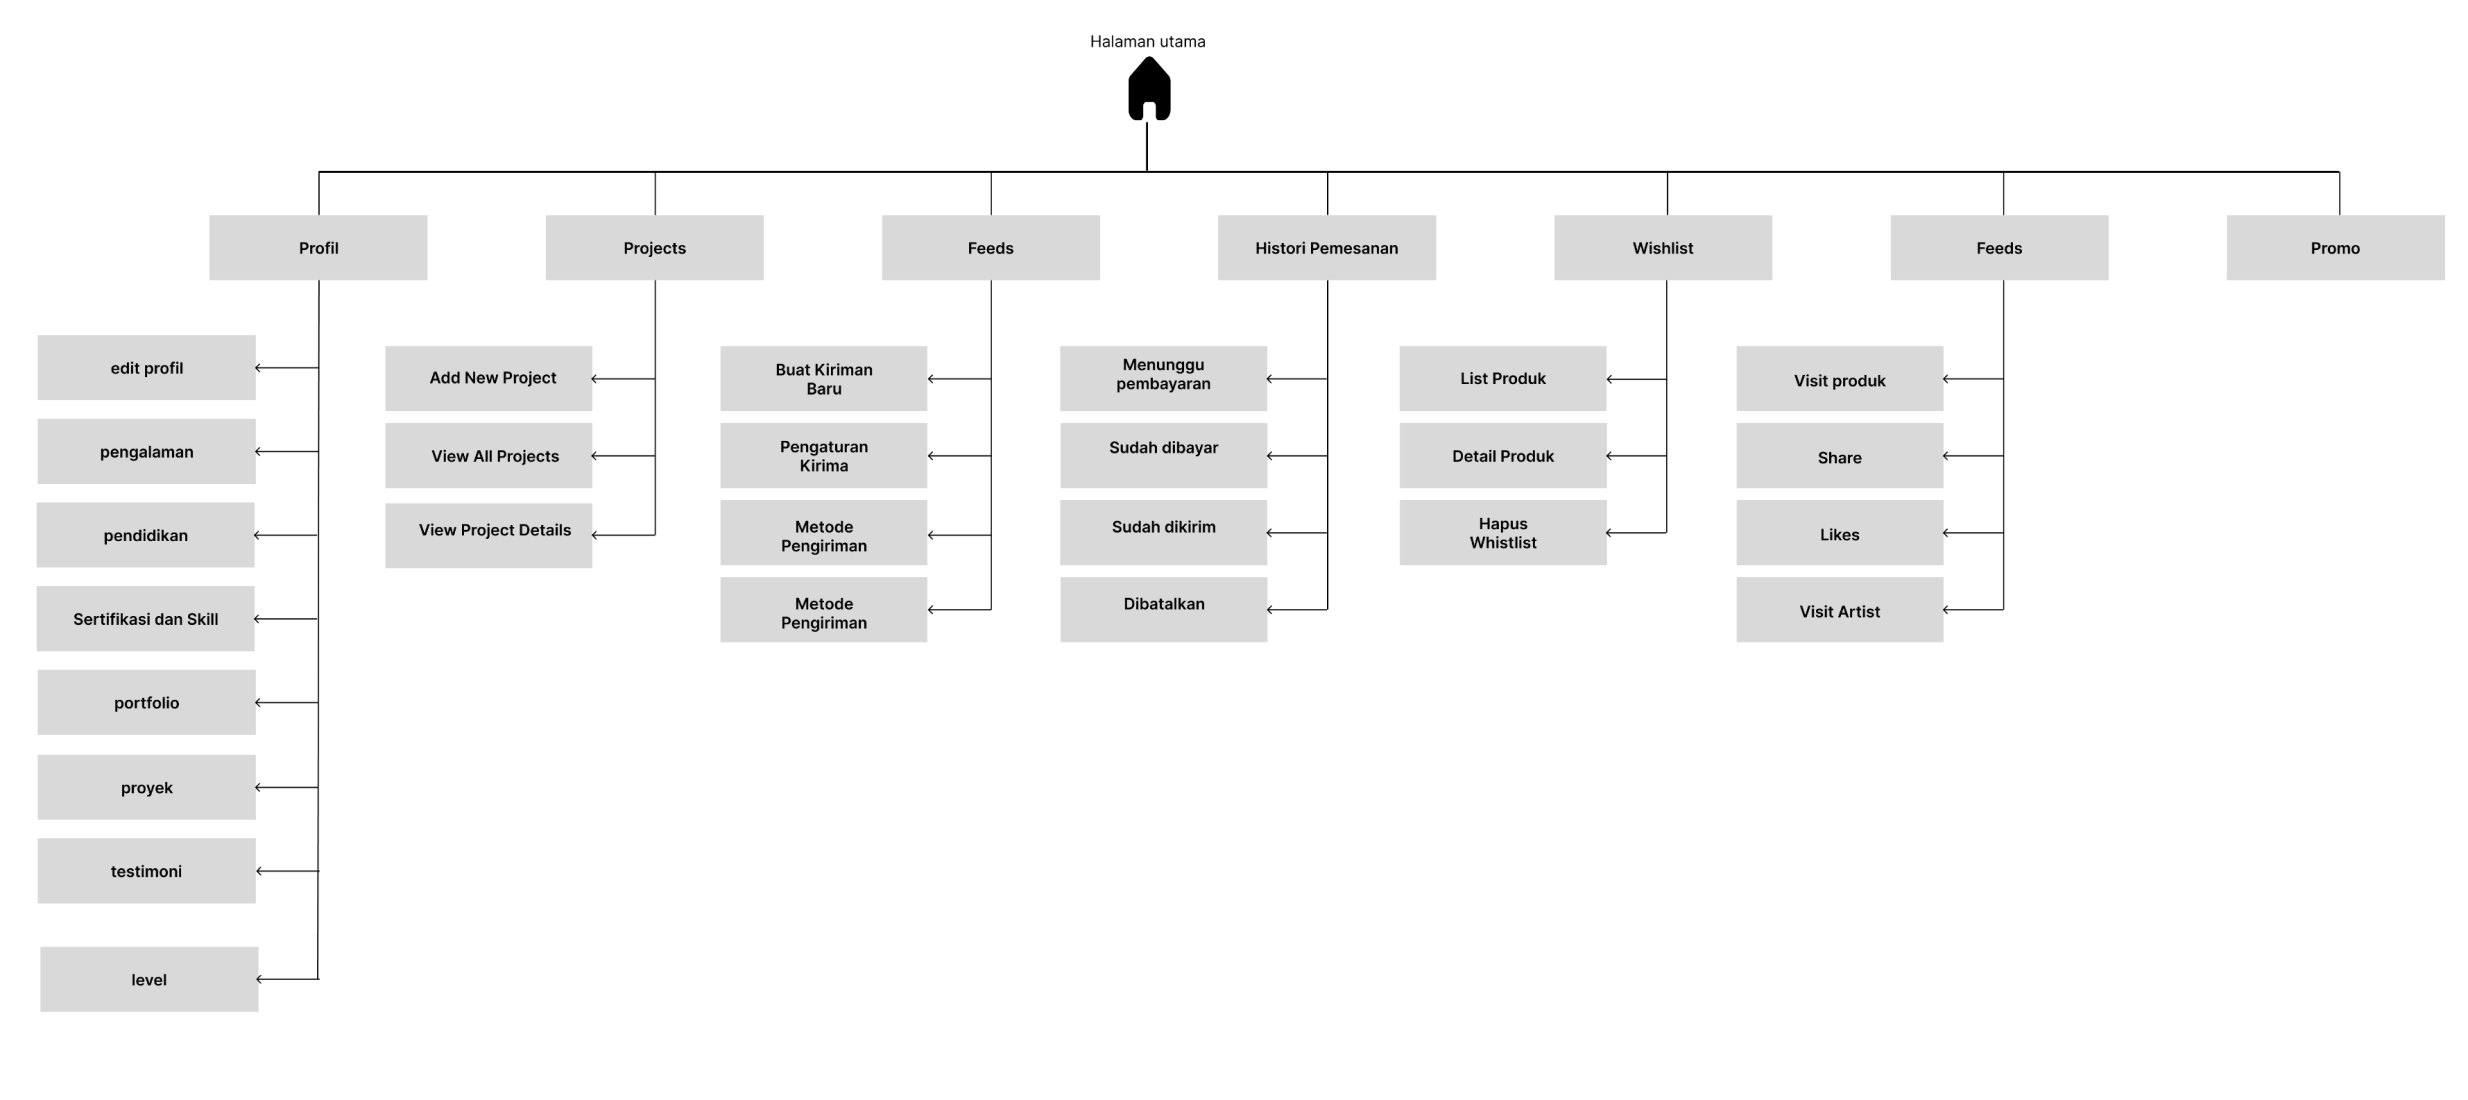 Halaman utama
Profil
Projects
Feeds
Histori Pemesanan
Wishlist
Feeds
Promo
edit profil
pengalaman
pendidikan
Sertifikasi dan Skill
portfolio
proyek
testimoni
level
Add New Project
View All Projects
View Project Details
Buat Kiriman
Baru
Pengaturan
Kirima
Metode
Pengiriman
Metode
Pengiriman
Menunggu
pembayaran
Sudah dibayar
Sudah dikirim
Dibatalkan
List Produk
Detail Produk
Hapus
Whistlist
Visit produk
Share
Likes
Visit Artist